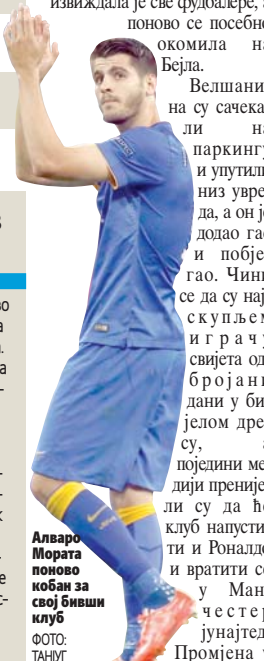 извиждала је све фудбалере, а
поново се посебно
окомила на
Бејла.
Велшани
на су сачека
ли на
паркингу
и упутили
низ увре
да, а он је
додао гас
и побје
гао. Чини
се да су нај
скупљем
играчу
свијета од
бројани
дани у би
јелом дре
су, а
поједини ме
дији преније
ли су да ће
клуб напусти
ти и Роналдо
и вратити се
у Ман
честер
јунајтед.
Промјена у
Алваро
Мората
поново
кобан за
свој бивши
клуб
ФОТО:
ТАНЈУГ